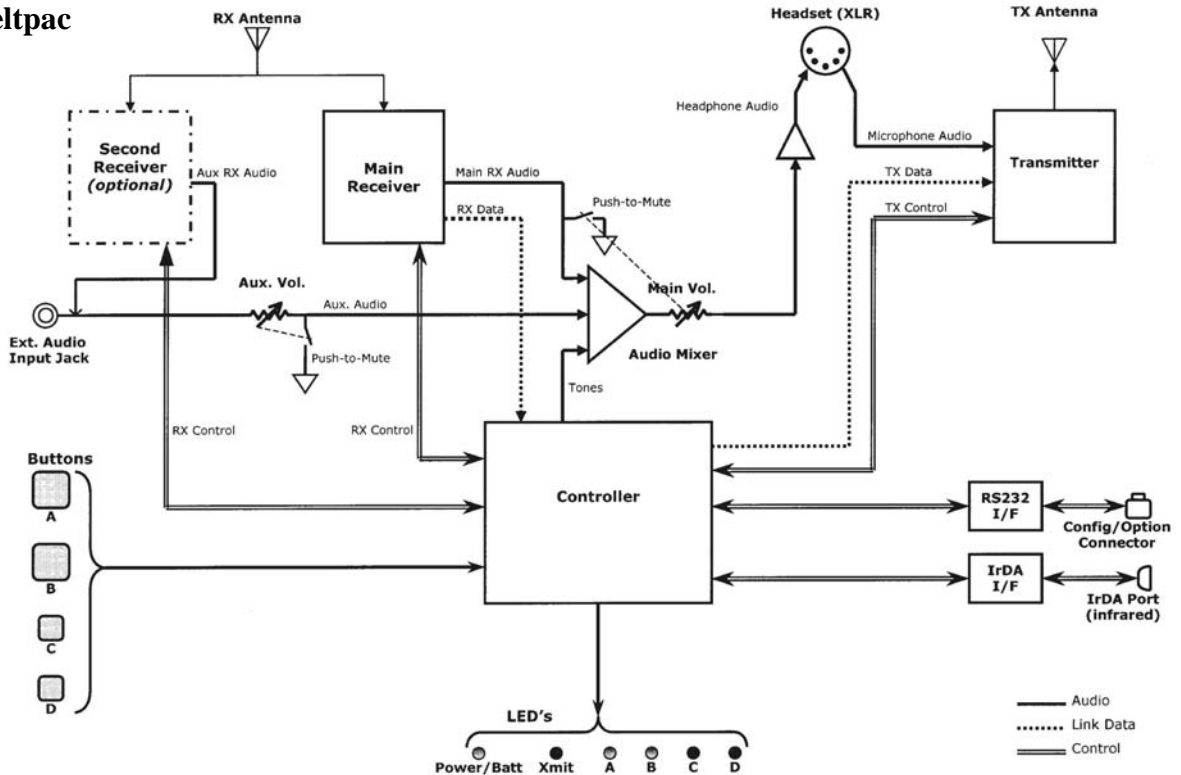 eltpac
RX Antenna
Headset (XLR)
TX Antenna
Second
Receiver
(optional)
Aux RX Audio
Main
Receiver
Main RX Audio
RX Data
Push-to-Mute
Headphone Audio
Microphone Audio
TX Data
TX Control
Transmitter
Ext. Audio
Input Jack
Aux. Vol.
Aux. Audio
Push-to-Mute
Main Vol.
Audio Mixer
Tones
RX Control
RX Control
Buttons
A
B
C
D
Controller
RS232
I/F
Config/Option
Connector
IrDA
I/F
IrDA Port
(infrared)
LED's
Power/Batt
Xmit
A
B
C
D
Audio
Link Data
Control